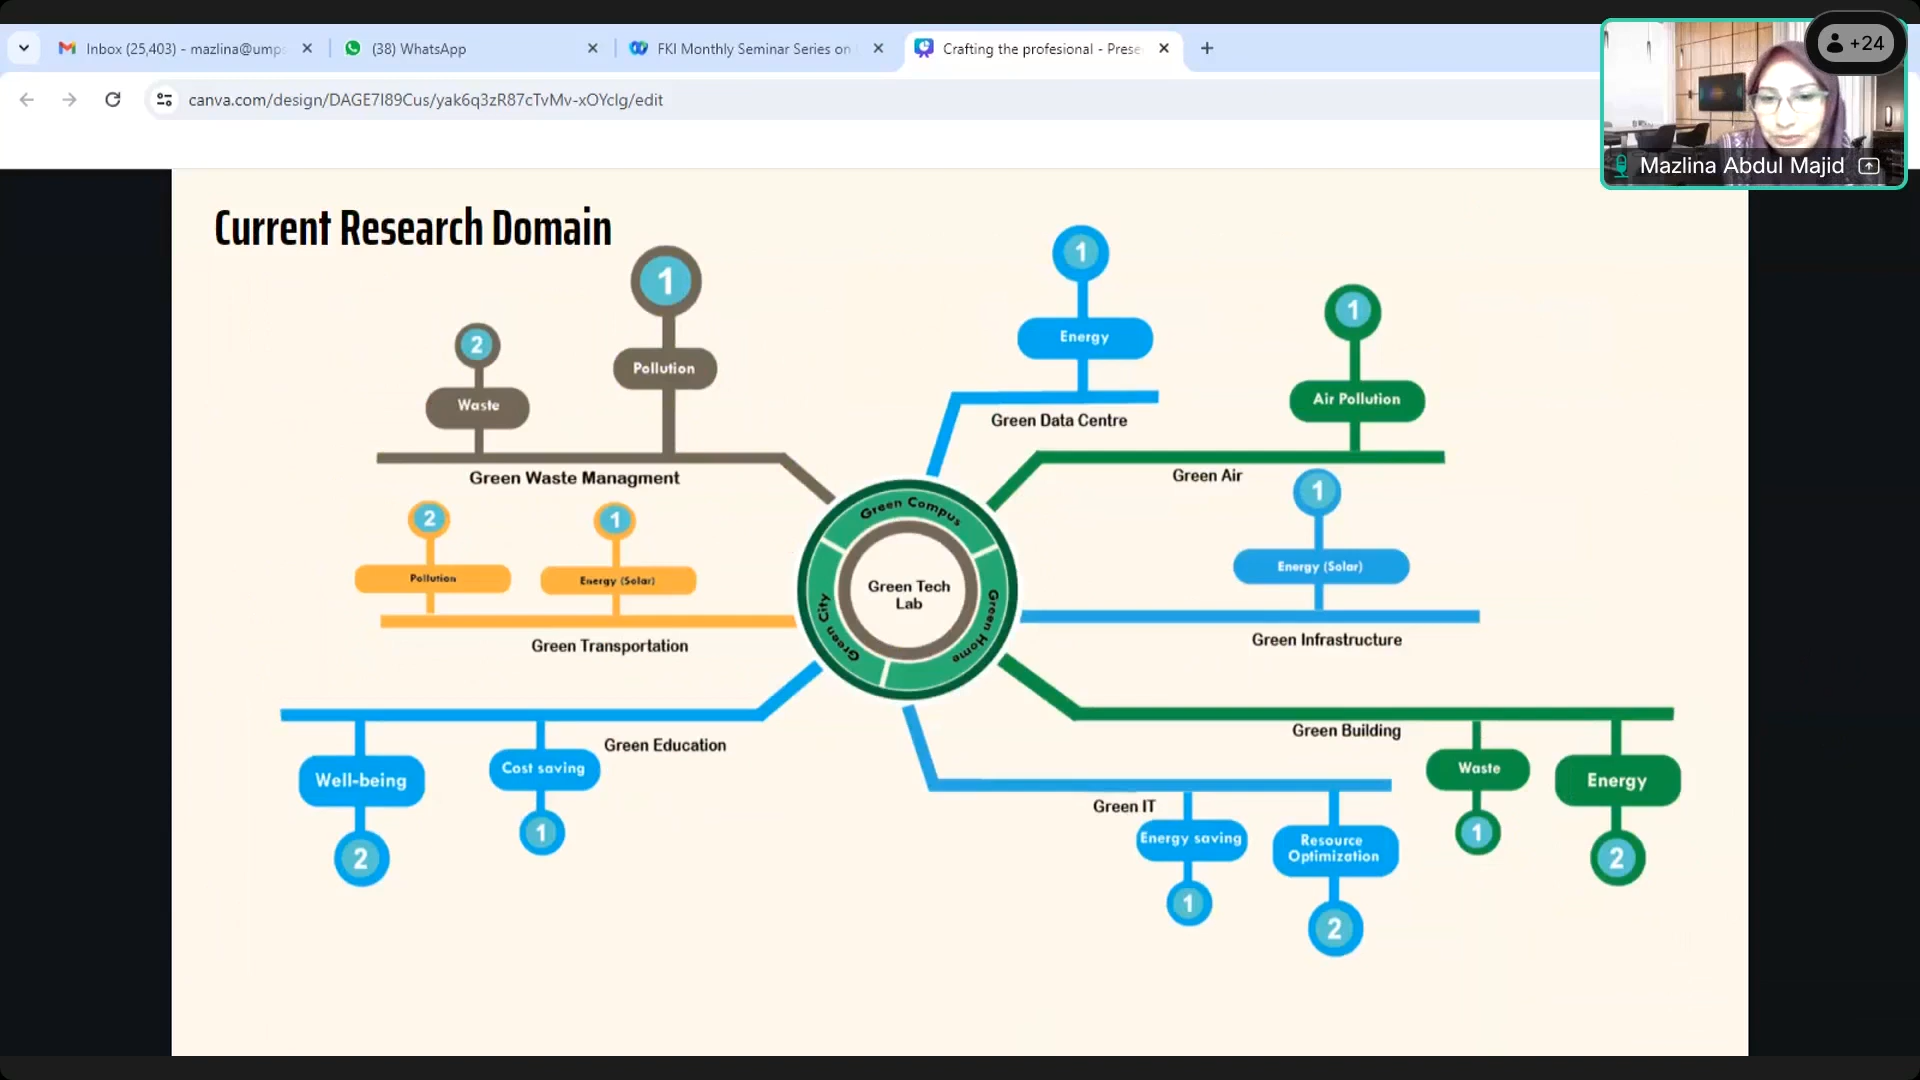 Inbox (25,403) - mazlina@ump
(38) WhatsApp
FKI Monthly Seminar Series on
Crafting the profesional - Prese
canva.com/design/DAGE7I89Cus/yak6q3zR87cTvMv-xOYcIg/edit
+24
Mazlina Abdul Majid
Current Research Domain
1
2
Pollution
Waste
Green Waste Managment
1
Energy
Green Data Centre
1
Air Pollution
Green Air
2
1
Pollution
Energy (Solar)
Green Transportation
Green Campus
Green City
Green Home
Green Tech
Lab
1
Energy (Solar)
Green Infrastructure
Green Education
Well-being
Cost saving
2
1
Green IT
Energy saving
Resource
Optimization
1
2
Green Building
Waste
Energy
1
2